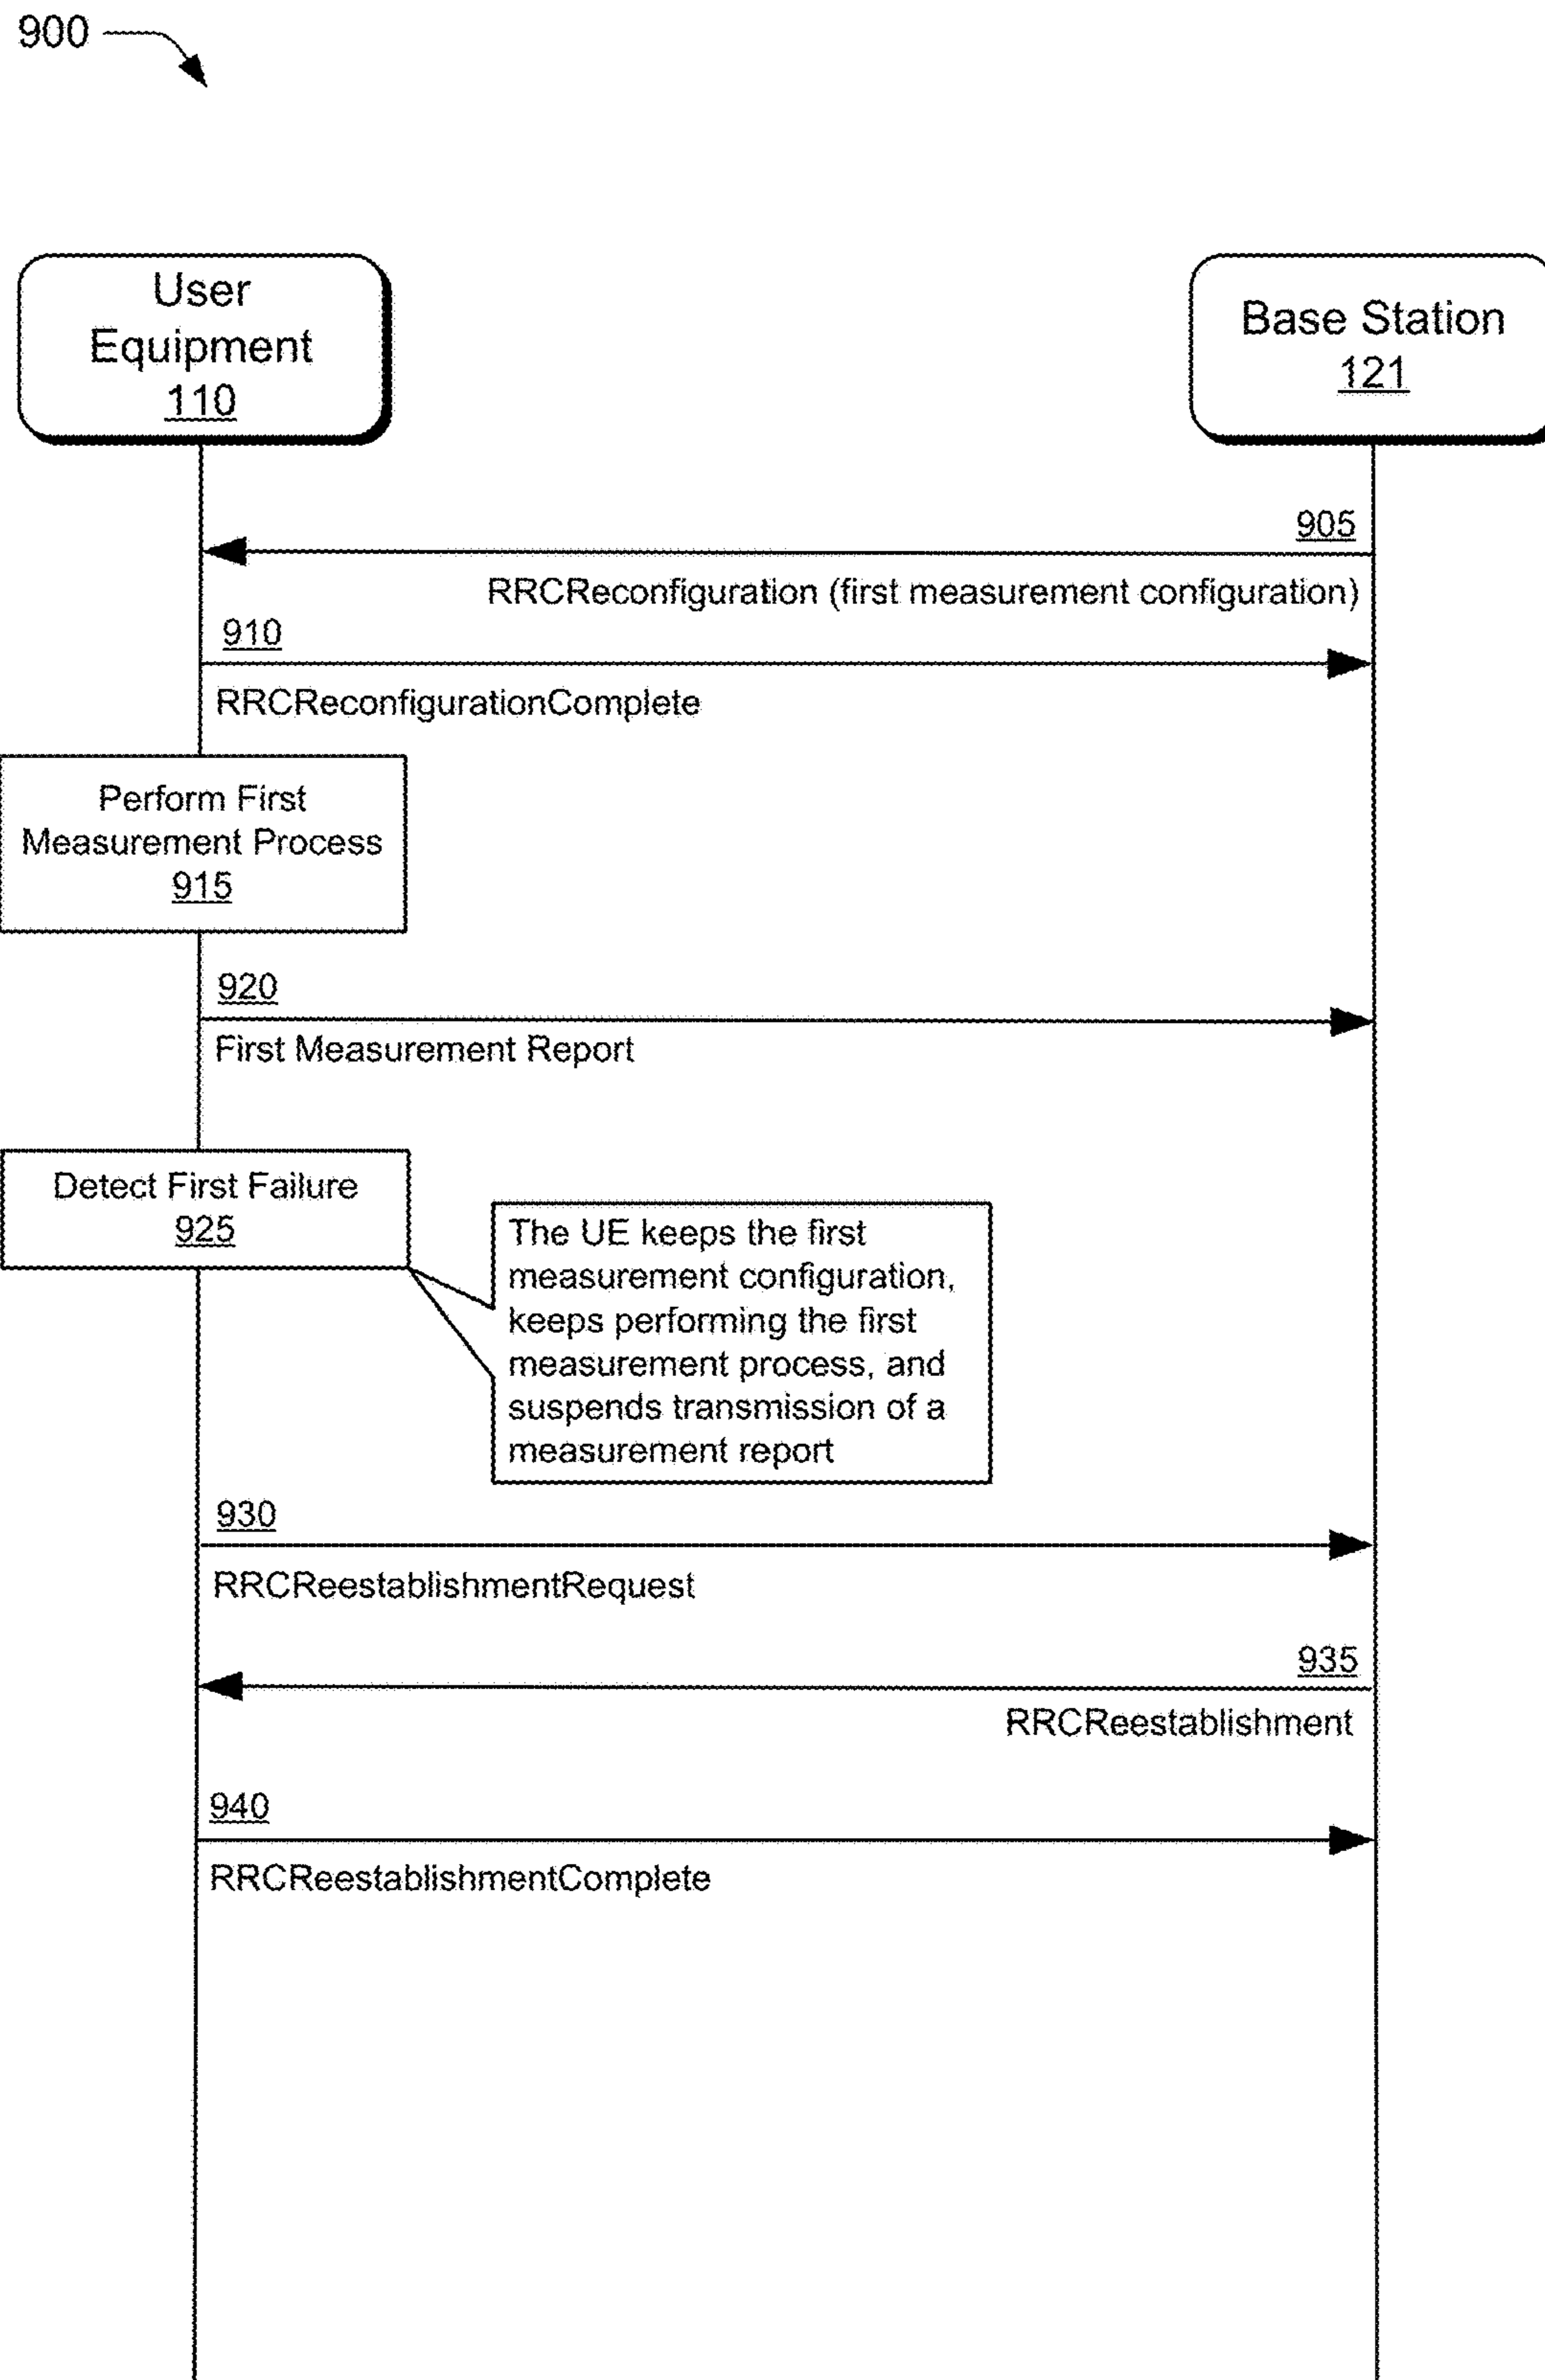 900
User
Equipment
110
Base Station
121
905
RRCReconfiguration (first measurement configuration)
910
RRCReconfigurationComplete
Perform First
Measurement Process
915
920
First Measurement Report
Detect First Failure
925
The UE keeps the first
measurement configuration,
keeps performing the first
measurement process, and
suspends transmission of a
measurement report
930
RRCReestablishmentRequest
935
RRCReestablishment
940
RRCReestablishmentComplete